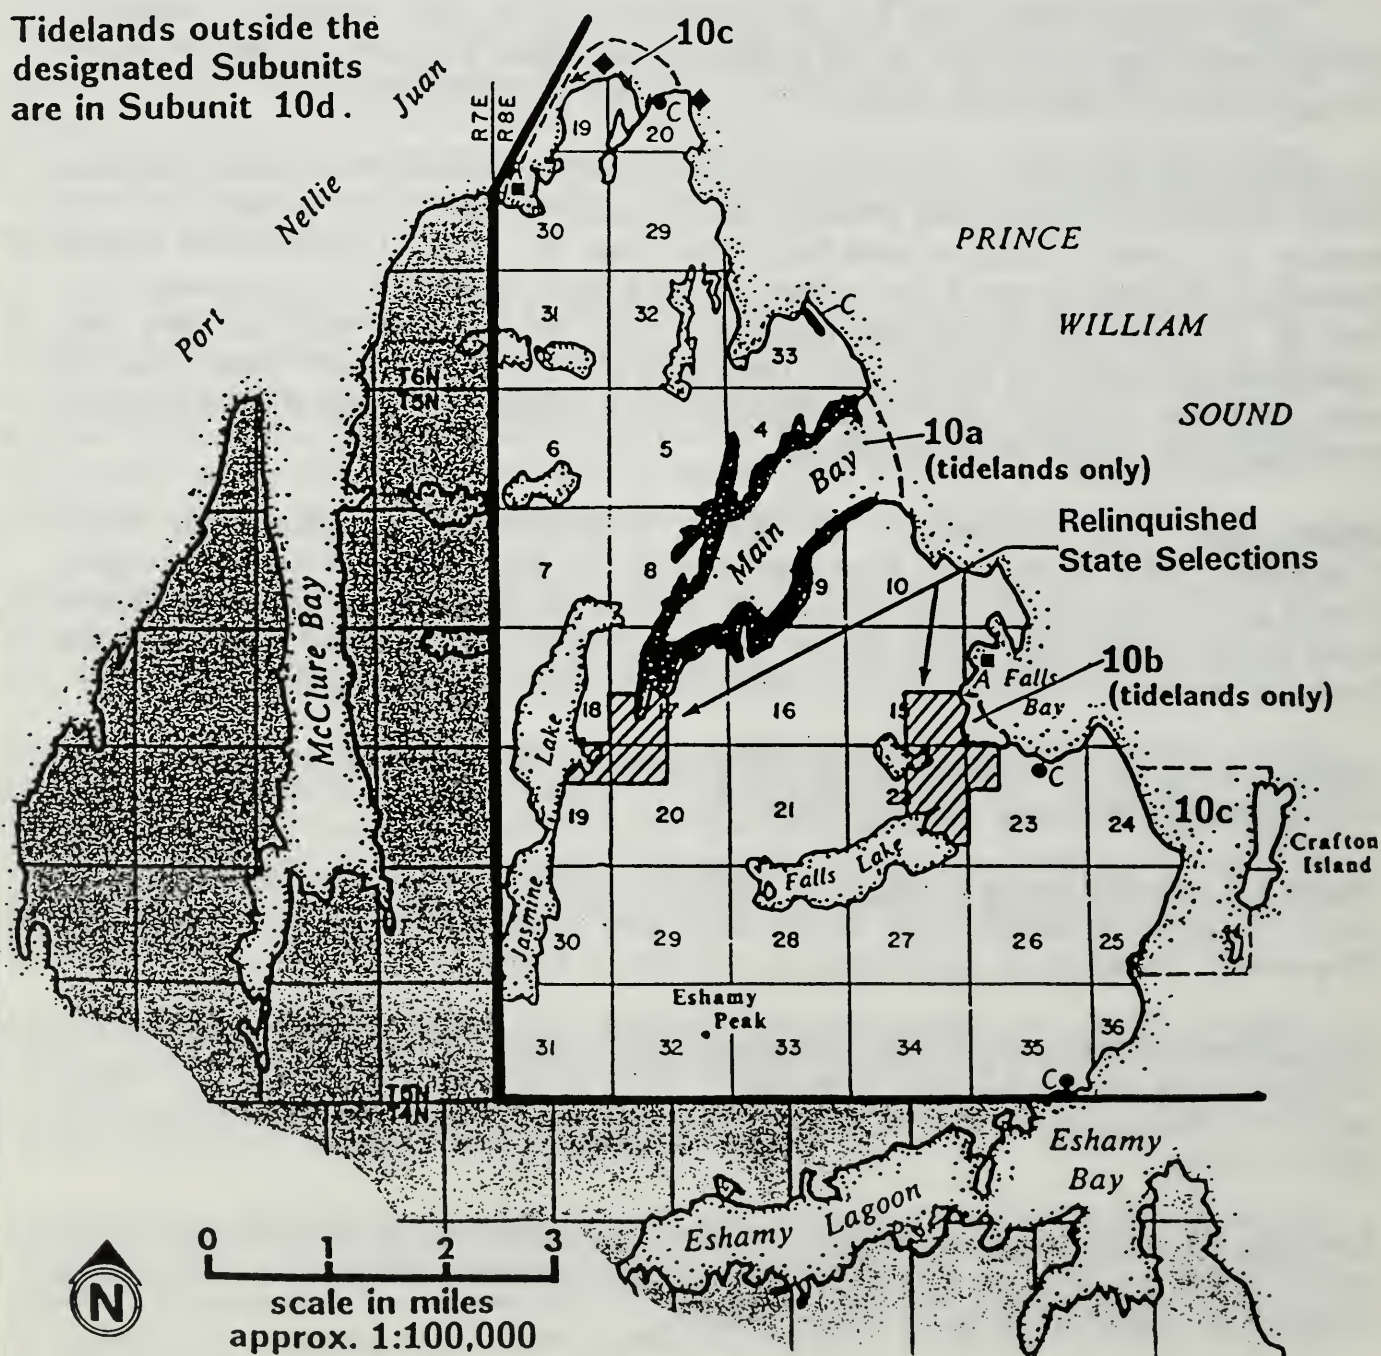 Tidelands outside the
designated Subunits
are in Subunit 10d.
Juan
Nellie
Port
10c
R7E
R8E
19
20
C
A
30
29
PRINCE
WILLIAM
SOUND
31
32
33
C
T6N
T5N
6
5
4
10a
(tidelands only)
Bay
Main
Relinquished
State Selections
7
8
9
10
McClure Bay
10b
(tidelands only)
A Falls
Bay
18
17
16
15
Lake
Jasmine
C
19
20
21
22
23
24
10c
Crafton
Island
Falls Lake
30
29
28
27
26
25
Eshamy
Peak
31
32
33
34
35
36
C
T5N
T4N
Eshamy
Bay
Eshamy Lagoon
0 1 2 3
scale in miles
approx. 1:100,000
N